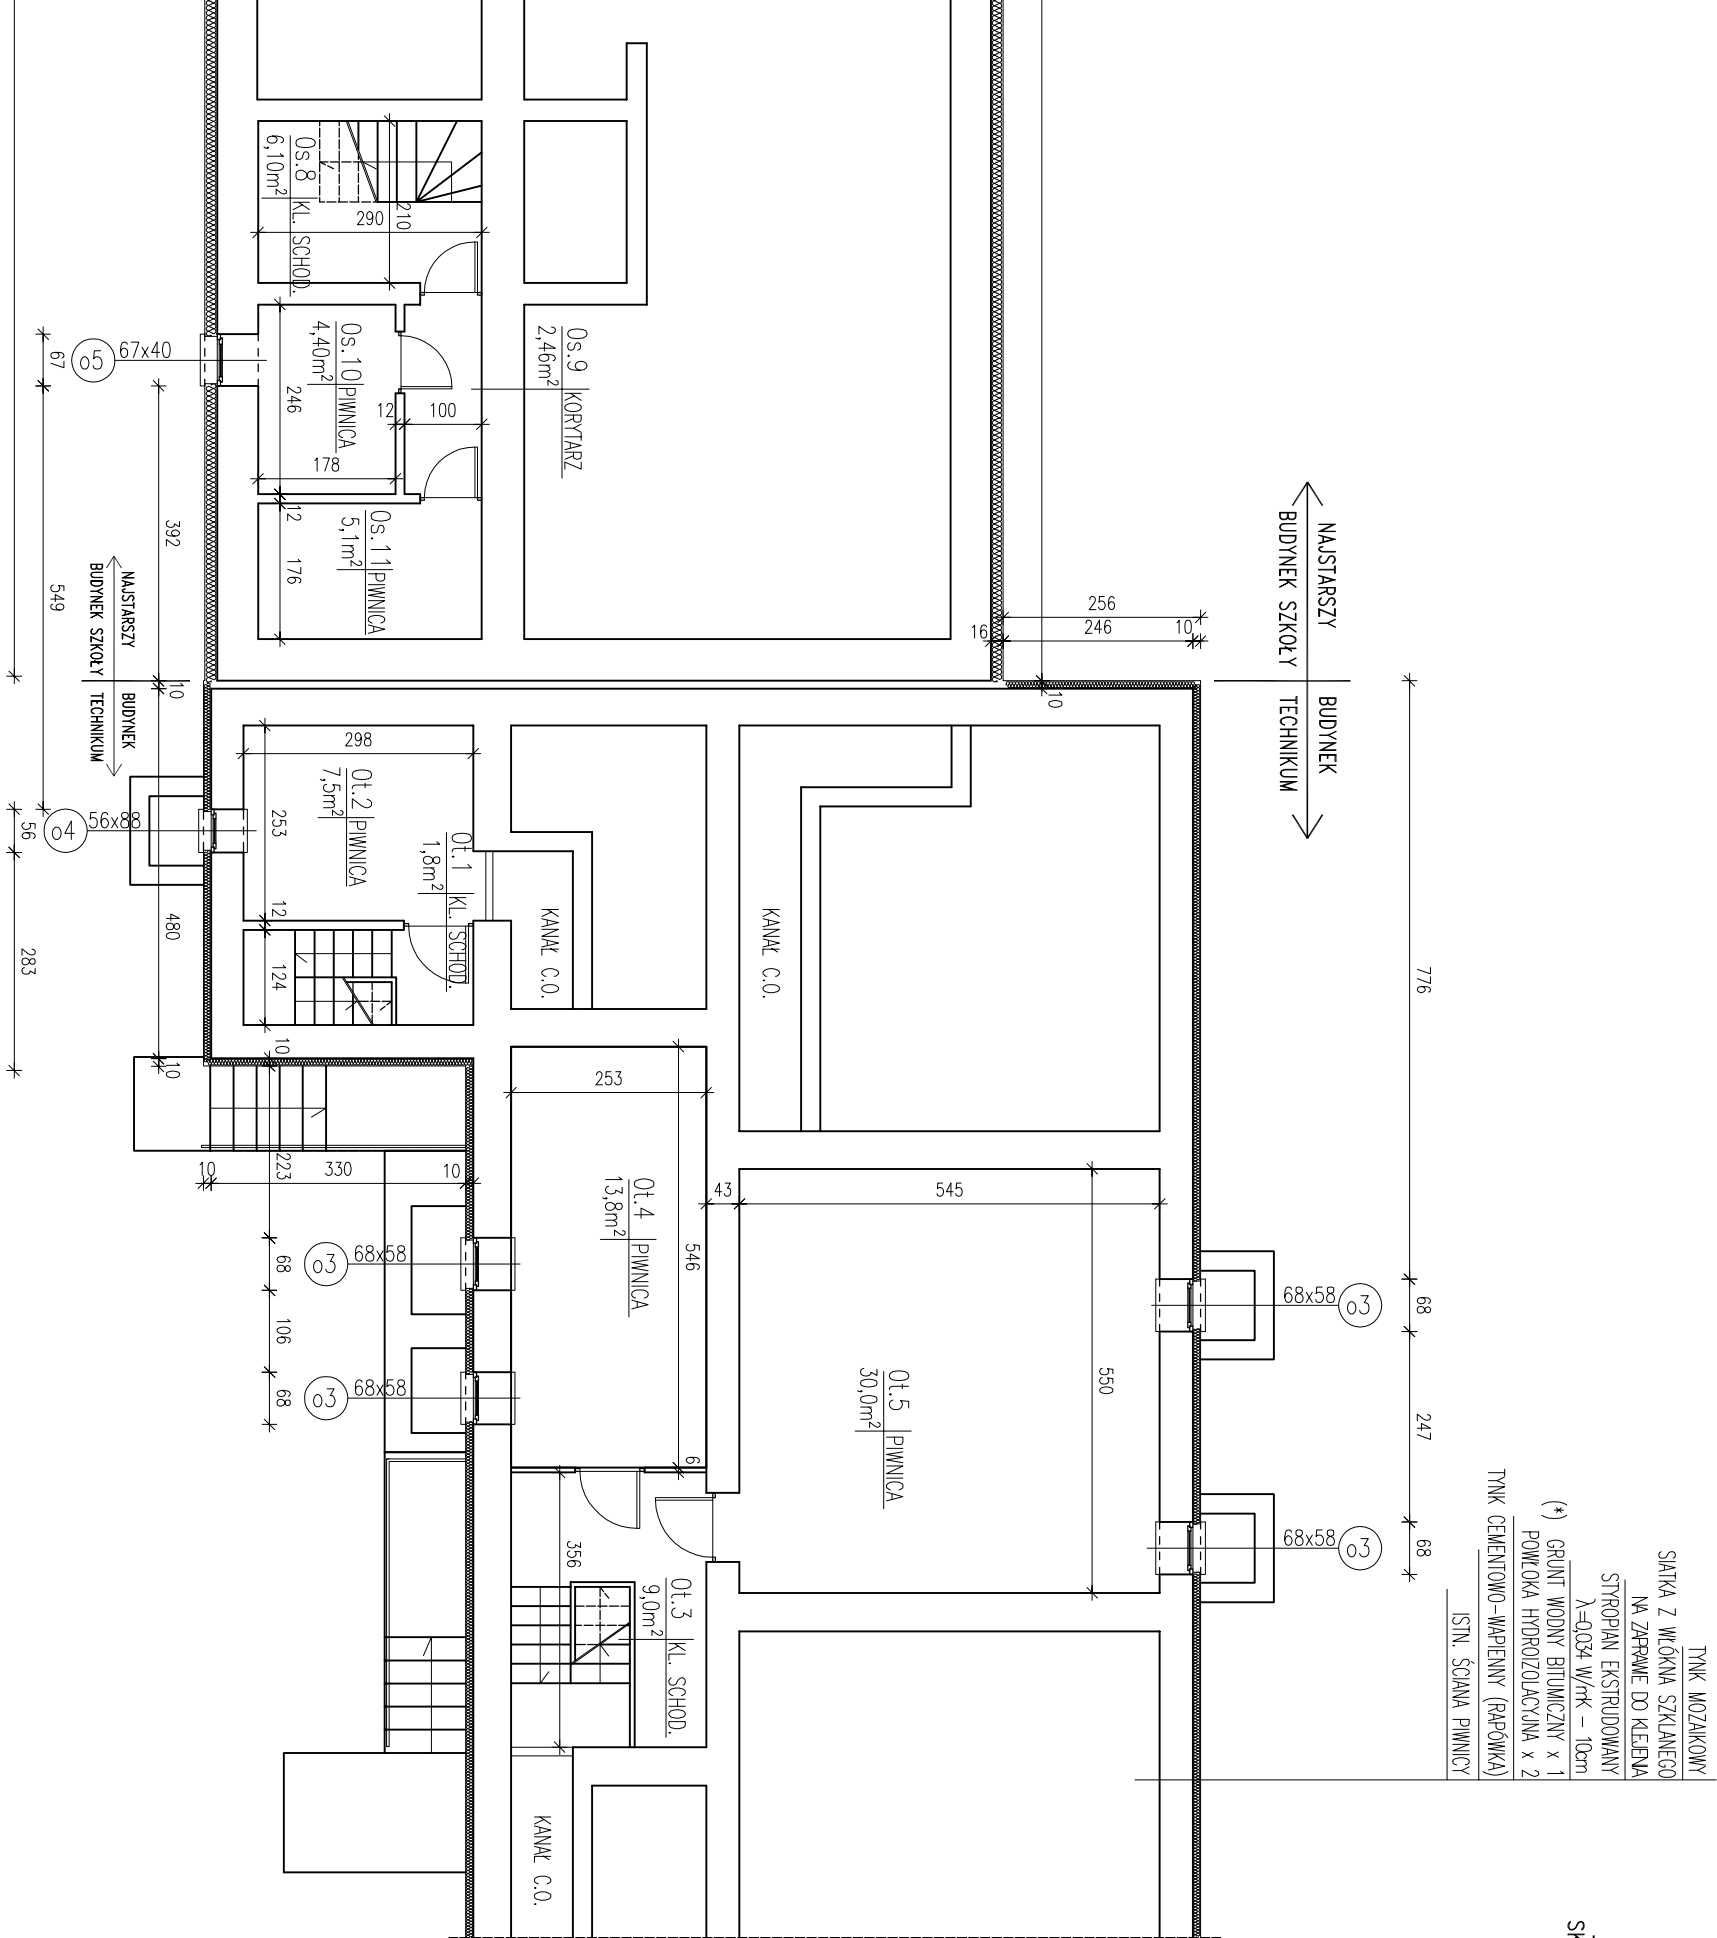 Os.8 KL. SCHOD.
6,10m²
290
210
Os.9 KORYTARZ
2,46m²
Os.10 PIWNICA
4,40m²
246
12
100
178
Os.11 PIWNICA
5,1m²
12
176
67x40
o5
67
392
549
NAJSTARSZY
BUDYNEK SZKOŁY
BUDYNEK
TECHNIKUM
10
NAJSTARSZY
BUDYNEK SZKOŁY
BUDYNEK
TECHNIKUM
256
246
10
16
10
776
298
Ot.2 PIWNICA
7,5m²
253
Ot.1 KL. SCHOD.
1,8m²
12
124
56x88
o4
56
480
283
10
10
KANAŁ C.O.
KANAŁ C.O.
253
546
Ot.4 PIWNICA
13,8m²
6
43
545
550
Ot.5 PIWNICA
30,0m²
223
10
330
10
68x58
o3
68
106
68x58
o3
68
68x58
o3
68
247
68x58
o3
68
356
Ot.3 KL. SCHOD.
9,0m²
KANAŁ C.O.
TYNK MOZAIKOWY
SIATKA Z WŁÓKNA SZKLANEGO
NA ZAPRAWIE DO KLEJENIA
STYROPIAN EKSTRUDOWANY
λ=0,034 W/mK - 10cm
(*) GRUNT WODNY BITUMICZNY x 1
POWŁOKA HYDROIZOLACYJNA x 2
TYNK CEMENTOWO-WAPIENNY (RAPÓWKA)
ISTN. ŚCIANA PIWNICY